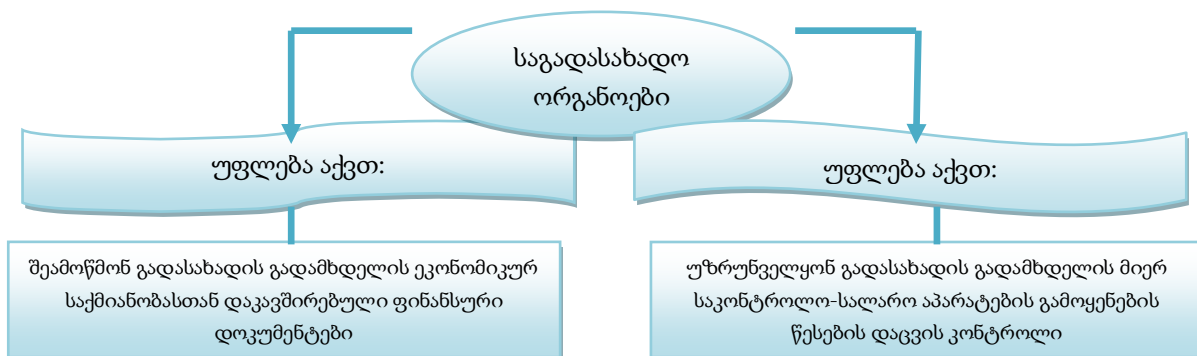 საგადასახადო
ორგანოები
უფლება აქვთ:
შეამოწმონ გადასახადის გადამხდელის ეკონომიკურ
საქმიანობასთან დაკავშირებული ფინანსური
დოკუმენტები
უფლება აქვთ:
უზრუნველყონ გადასახადის გადამხდელის მიერ
საკონტროლო-სალარო აპარატების გამოყენების
წესების დაცვის კონტროლი